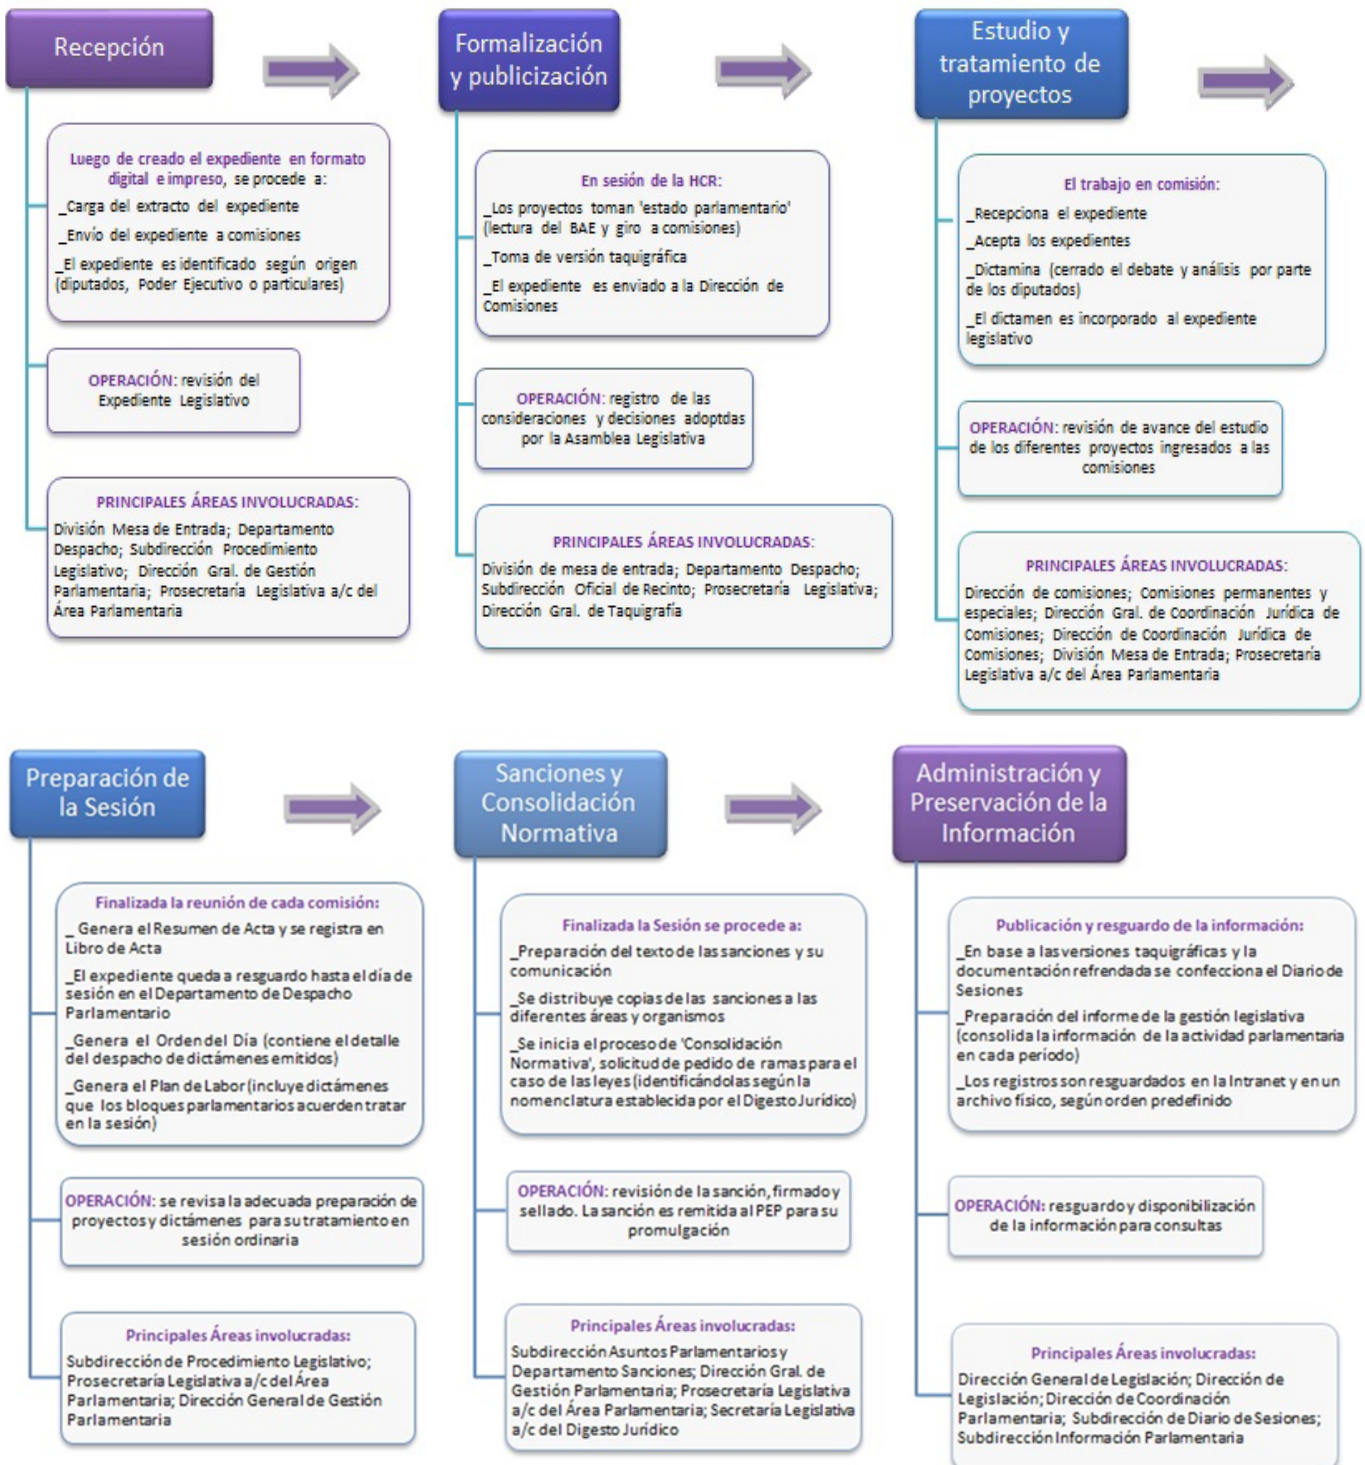 Recepción
Luego de creado el expediente en formato
digital e impreso, se procede a:
_Carga del extracto del expediente
_Envío del expediente a comisiones
_El expediente es identificado según origen
(diputados, Poder Ejecutivo o particulares)
OPERACIÓN: revisión del
Expediente Legislativo
PRINCIPALES ÁREAS INVOLUCRADAS:
División Mesa de Entrada; Departamento
Despacho; Subdirección Procedimiento
Legislativo; Dirección Gral. de Gestión
Parlamentaria; Prosecretaría Legislativa a/c del
Área Parlamentaria
Formalización
y publicización
En sesión de la HCR:
_Los proyectos toman 'estado parlamentario'
(lectura del BAE y giro a comisiones)
_Toma de versión taquigráfica
_El expediente es enviado a la Dirección de
Comisiones
OPERACIÓN: registro de las
consideraciones y decisiones adoptdas
por la Asamblea Legislativa
PRINCIPALES ÁREAS INVOLUCRADAS:
División de mesa de entrada; Departamento Despacho;
Subdirección Oficial de Recinto; Prosecretaría Legislativa;
Dirección Gral. de Taquigrafía
Estudio y
tratamiento de
proyectos
El trabajo en comisión:
_Recepciona el expediente
_Acepta los expedientes
_Dictamina (cerrado el debate y análisis por parte
de los diputados)
_El dictamen es incorporado al expediente
legislativo
OPERACIÓN: revisión de avance del estudio
de los diferentes proyectos ingresados a las
comisiones
PRINCIPALES ÁREAS INVOLUCRADAS:
Dirección de comisiones; Comisiones permanentes y
especiales; Dirección Gral. de Coordinación Jurídica de
Comisiones; Dirección de Coordinación Jurídica de
Comisiones; División Mesa de Entrada; Prosecretaría
Legislativa a/c del Área Parlamentaria
Preparación de
la Sesión
Finalizada la reunión de cada comisión:
_ Genera el Resumen de Acta y se registra en
Libro de Acta
_El expediente queda a resguardo hasta el día de
sesión en el Departamento de Despacho
Parlamentario
_Genera el Orden del Día (contiene el detalle
del despacho de dictámenes emitidos)
_Genera el Plan de Labor (incluye dictámenes
que los bloques parlamentarios acuerden tratar
en la sesión)
OPERACIÓN: se revisa la adecuada preparación de
proyectos y dictámenes para su tratamiento en
sesión ordinaria
Principales Áreas involucradas:
Subdirección de Procedimiento Legislativo;
Prosecretaría Legislativa a/c del Área
Parlamentaria; Dirección General de Gestión
Parlamentaria
Sanciones y
Consolidación
Normativa
Finalizada la Sesión se procede a:
_Preparación del texto de las sanciones y su
comunicación
_Se distribuye copias de las sanciones a las
diferentes áreas y organismos
_Se inicia el proceso de 'Consolidación
Normativa', solicitud de pedido de ramas para el
caso de las leyes (identificándolas según la
nomenclatura establecida por el Digesto Jurídico)
OPERACIÓN: revisión de la sanción, firmado y
sellado. La sanción es remitida al PEP para su
promulgación
Principales Áreas involucradas:
Subdirección Asuntos Parlamentarios y
Departamento Sanciones; Dirección Gral. de
Gestión Parlamentaria; Prosecretaría Legislativa
a/c del Área Parlamentaria; Secretaría Legislativa
a/c del Digesto Jurídico
Administración y
Preservación de la
Información
Publicación y resguardo de la información:
_En base a las versiones taquigráficas y la
documentación refrendada se confecciona el Diario de
Sesiones
_Preparación del informe de la gestión legislativa
(consolida la información de la actividad parlamentaria
en cada período)
_Los registros son resguardados en la Intranet y en un
archivo físico, según orden predefinido
OPERACIÓN: resguardo y disponibilización
de la información para consultas
Principales Áreas involucradas:
Dirección General de Legislación; Dirección de
Legislación; Dirección de Coordinación
Parlamentaria; Subdirección de Diario de Sesiones;
Subdirección Información Parlamentaria